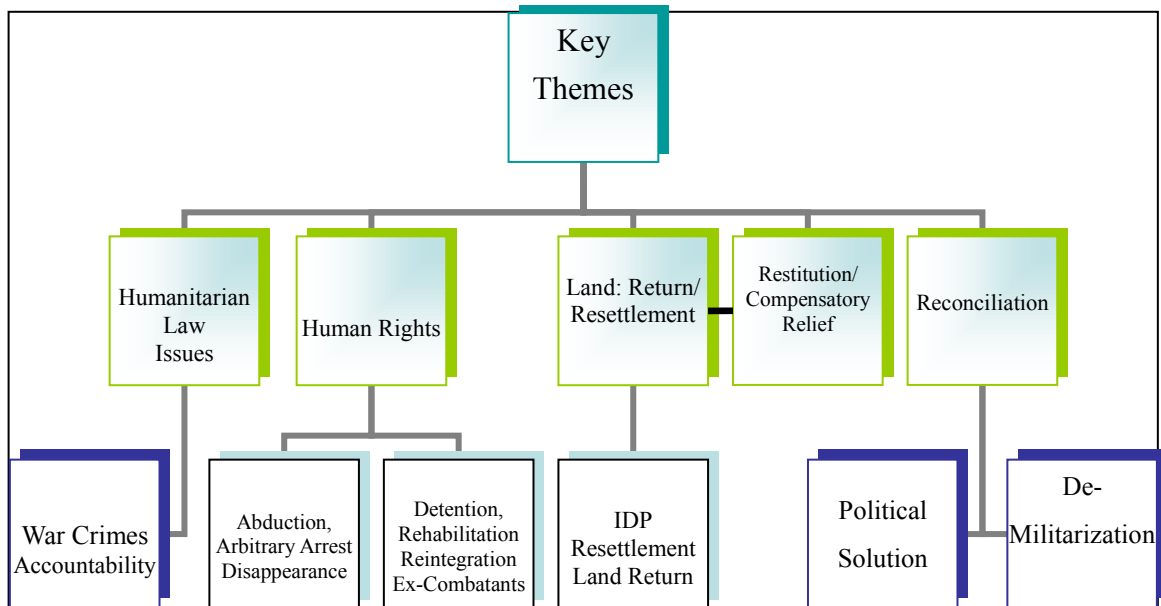 Key
Themes
Humanitarian
Law
Issues
Human Rights
Land: Return/
Resettlement
Restitution/
Compensatory
Relief
Reconciliation
War Crimes
Accountability
Abduction,
Arbitrary Arrest
Disappearance
Detention,
Rehabilitation
Reintegration
Ex-Combatants
IDP
Resettlement
Land Return
Political
Solution
De-
Militarization